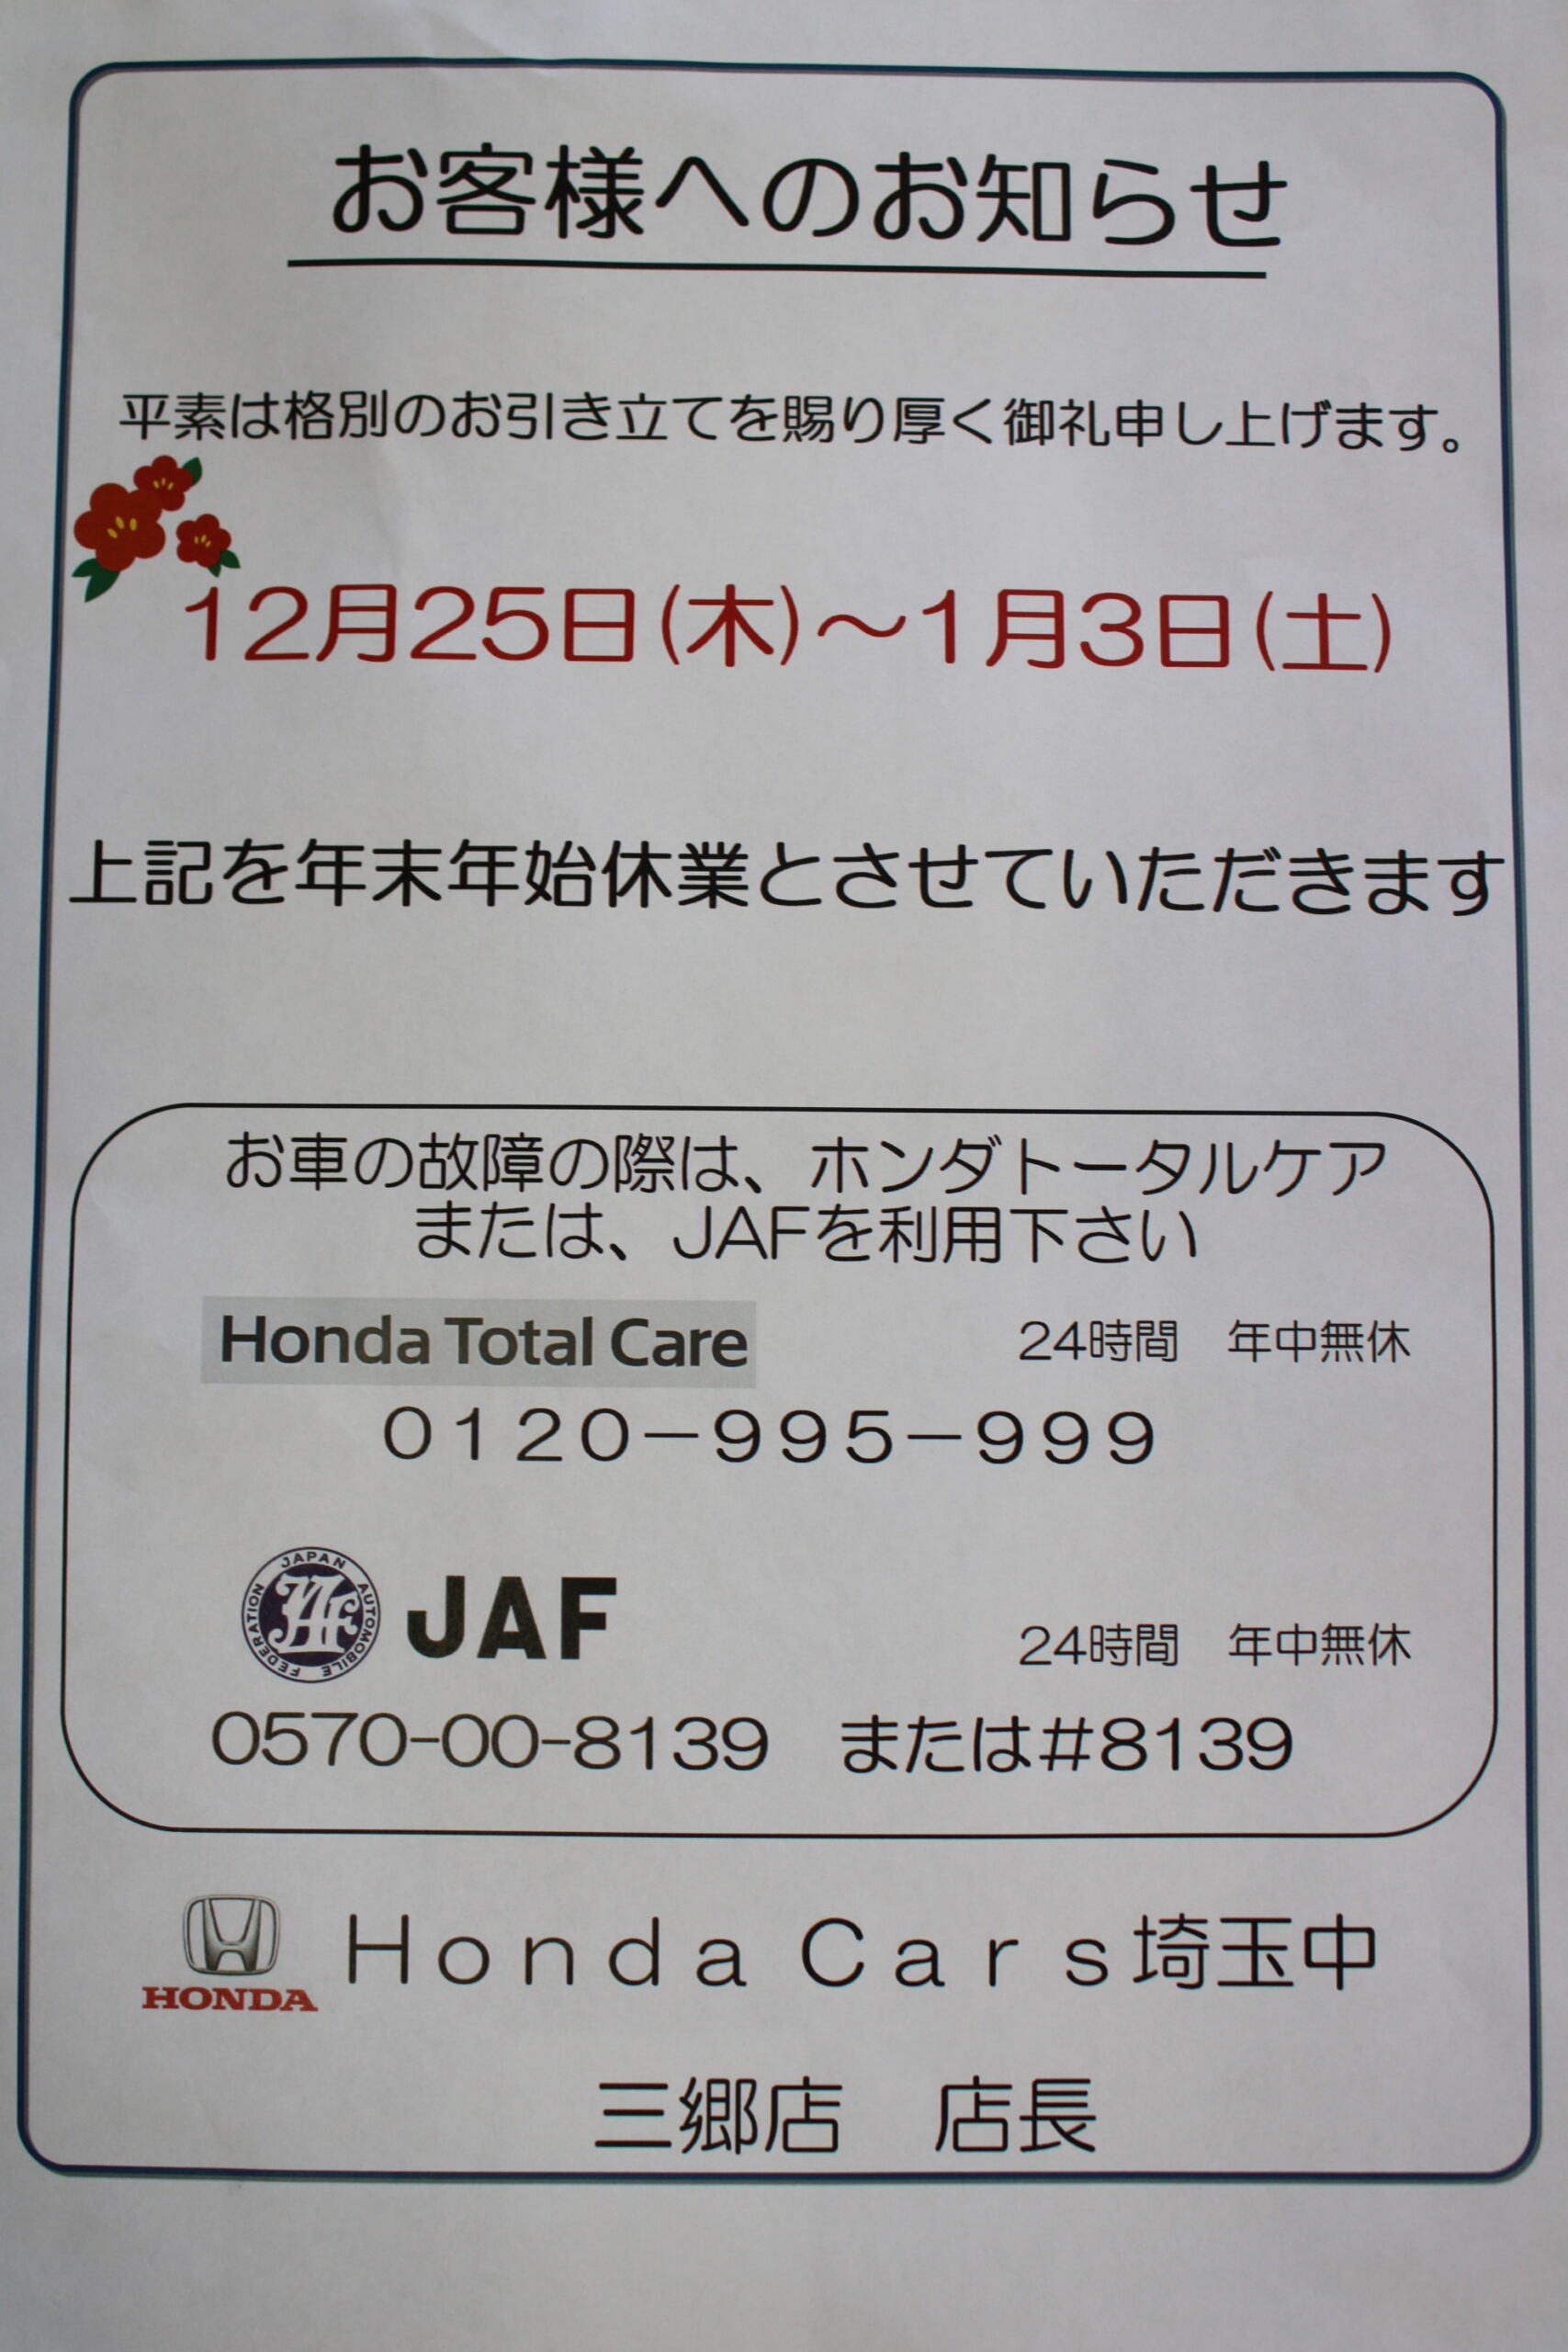 お客様へのお知らせ
平素は格別のお引き立てを賜り厚く御礼申し上げます。
12月25日(木)～1月3日(土)
上記を年末年始休業とさせていただきます
お車の故障の際は、ホンダトータルケア
または、JAFを利用下さい
Honda Total Care 24時間 年中無休
0120－995－999
JAPAN AUTOMOBILE FEDERATION JAF JAF 24時間 年中無休
0570-00-8139 または#8139
HONDA Honda Cars埼玉中
三郷店 店長